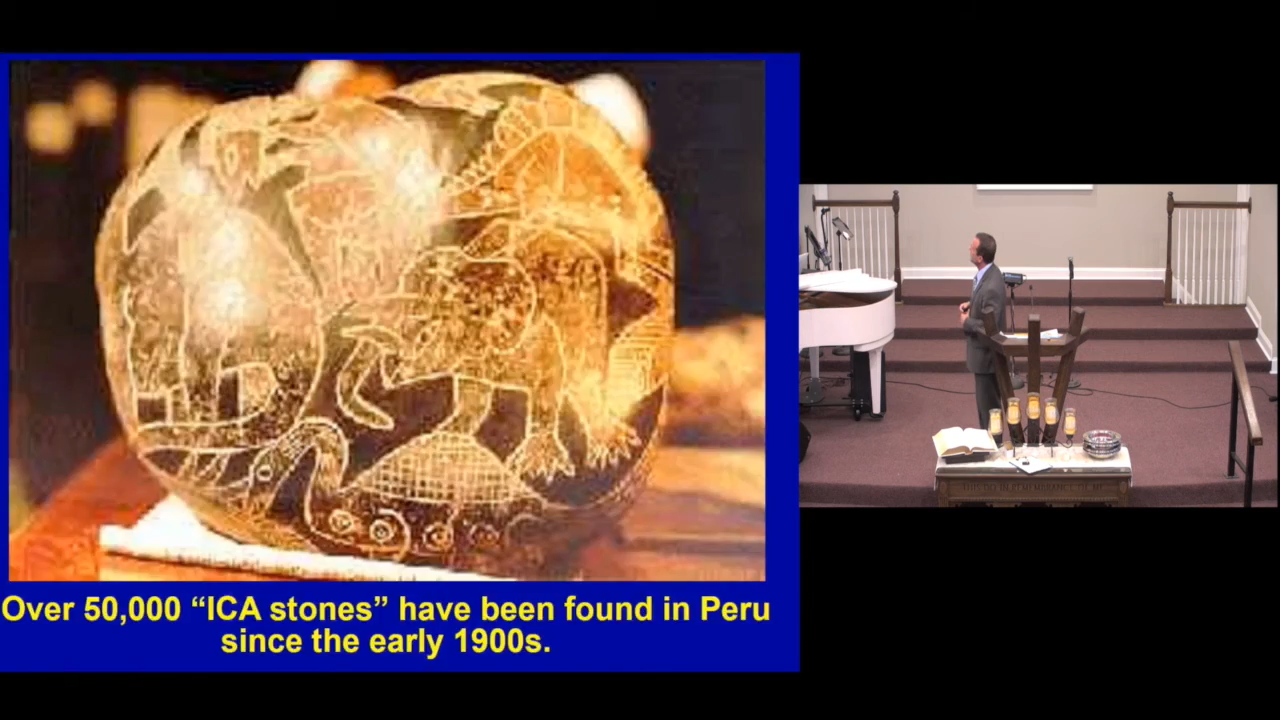 Over 50,000 “ICA stones” have been found in Peru
since the early 1900s.